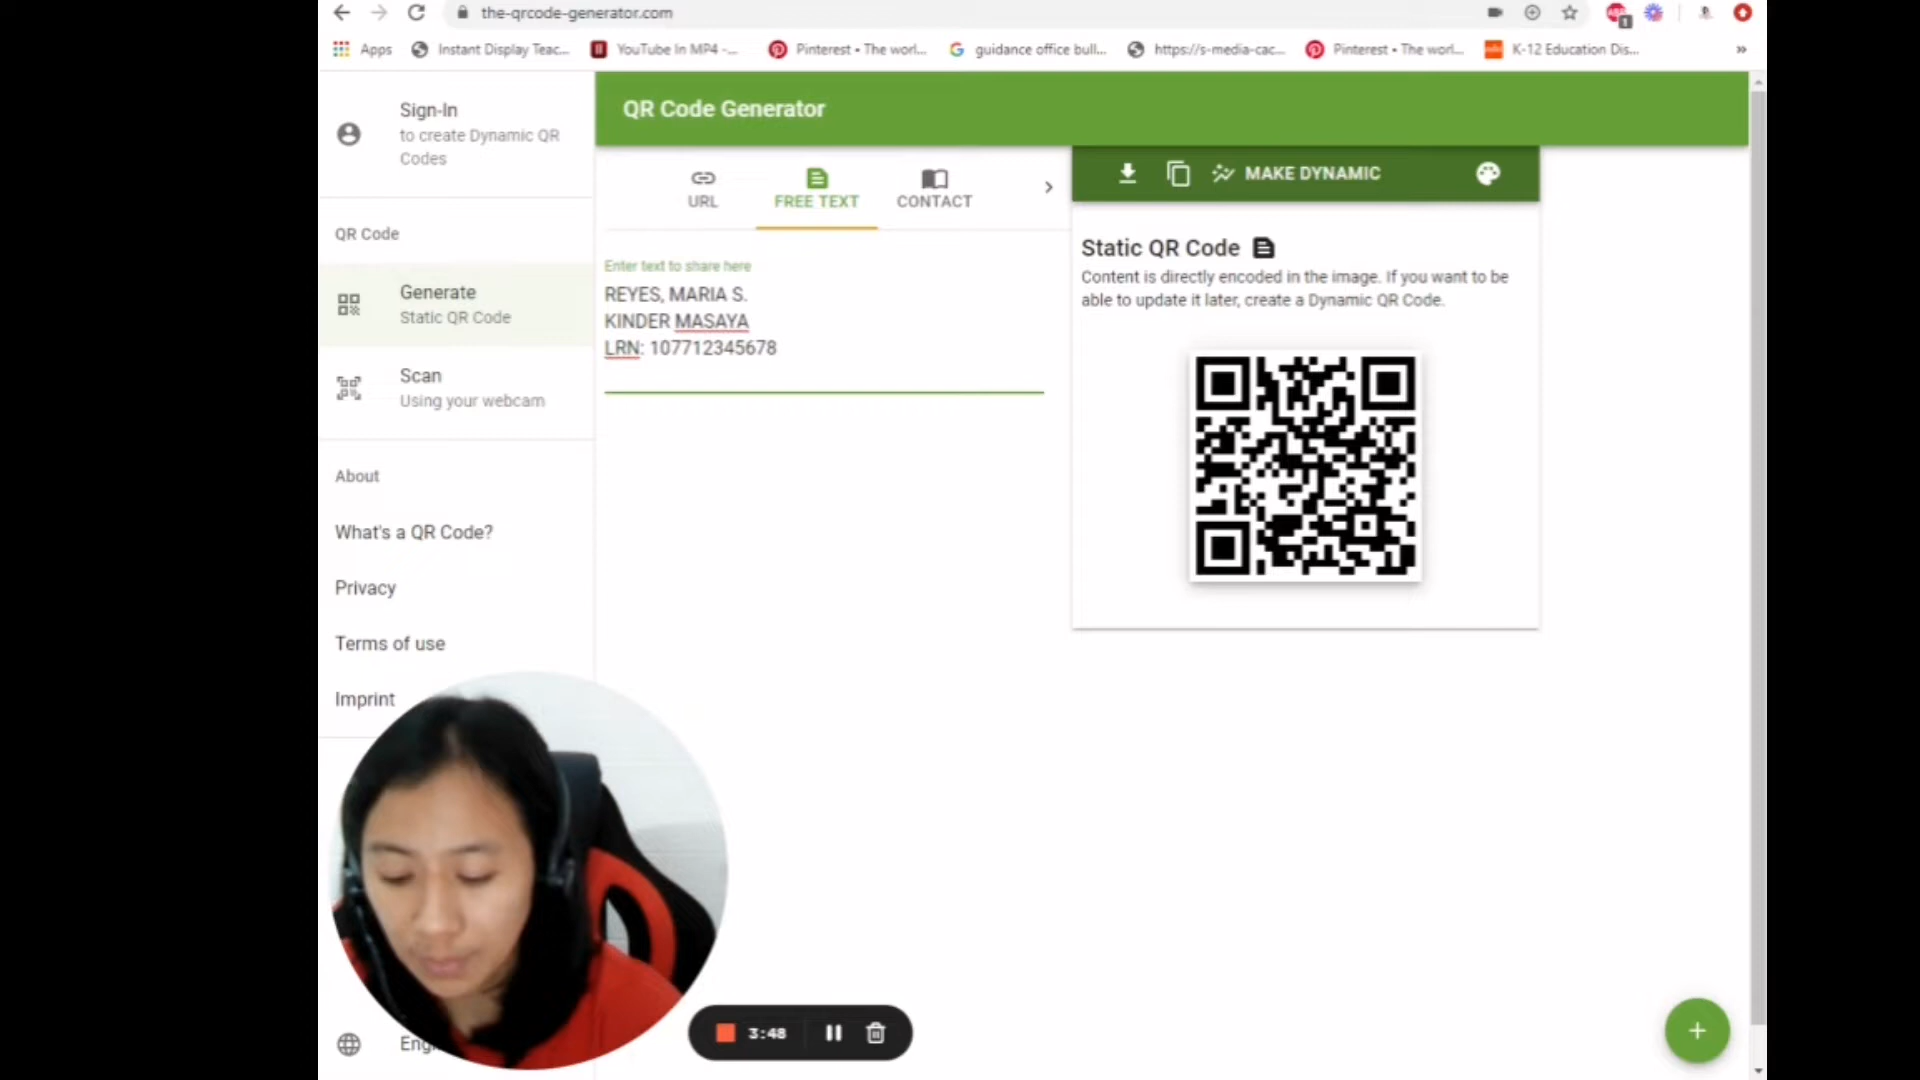 the-qrcode-generator.com
Apps
Instant Display Teac...
YouTube In MP4 -...
Pinterest • The worl...
guidance office bull...
https://s-media-cac...
Pinterest • The worl...
K-12 Education Dis...
»
Sign-In
to create Dynamic QR
Codes
QR Code
Generate
Static QR Code
Scan
Using your webcam
About
What's a QR Code?
Privacy
Terms of use
Imprint
QR Code Generator
URL
FREE TEXT
CONTACT
Enter text to share here
REYES, MARIA S.
KINDER MASAYA
LRN: 107712345678
MAKE DYNAMIC
Static QR Code
Content is directly encoded in the image. If you want to be
able to update it later, create a Dynamic QR Code.
3:48